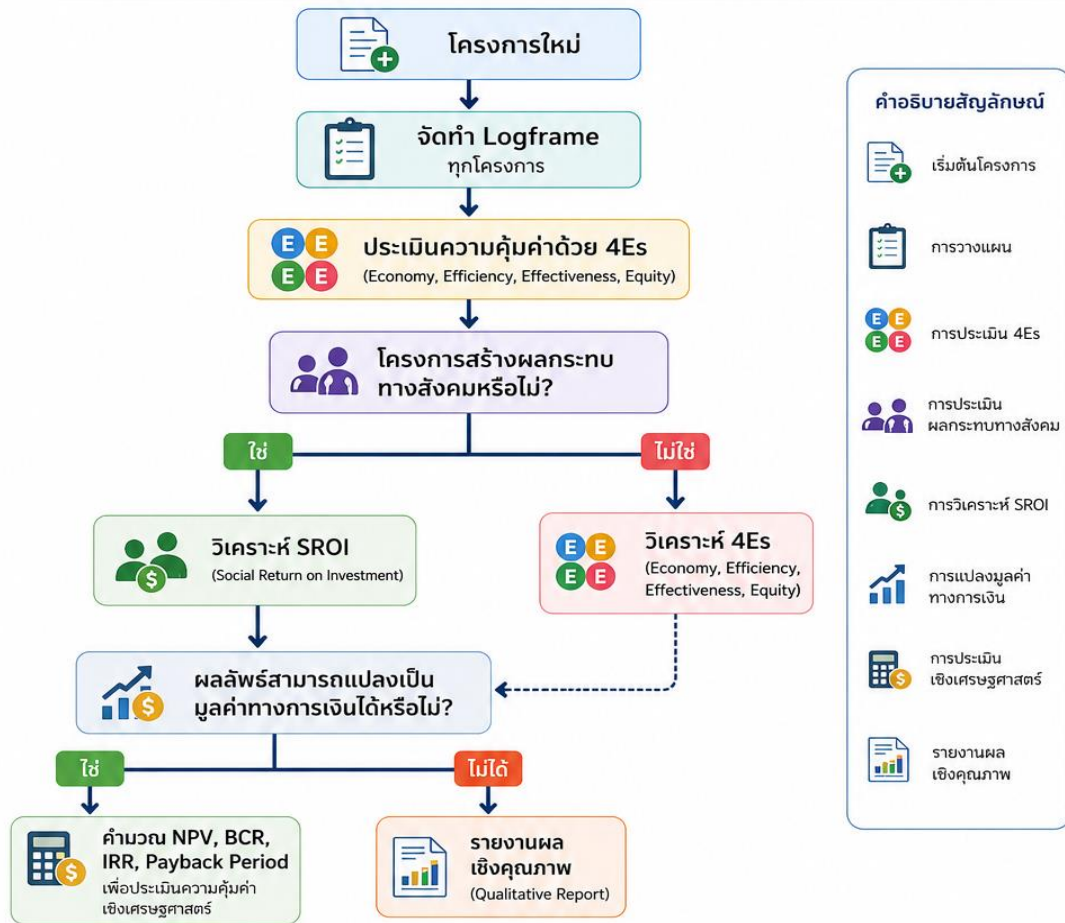 โครงการใหม่
จัดทำ Logframe
ทุกโครงการ
E E
E E
ประเมินความคุ้มค่าด้วย 4Es
(Economy, Efficiency, Effectiveness, Equity)
โครงการสร้างผลกระทบ
ทางสังคมหรือไม่?
ใช่
ไม่ใช่
$
วิเคราะห์ SROI
(Social Return on Investment)
E E
E E
วิเคราะห์ 4Es
(Economy, Efficiency,
Effectiveness, Equity)
$
ผลลัพธ์สามารถแปลงเป็น
มูลค่าทางการเงินได้หรือไม่?
ใช่
ไม่ได้
$
คำมวณ NPV, BCR,
IRR, Payback Period
เพื่อประเมินความคุ้มค่า
เชิงเศรษฐศาสตร์
รายงานผล
เชิงคุณภาพ
(Qualitative Report)
คำอธิบายสัญลักษณ์
เริ่มต้นโครงการ
การวางแผน
E E
E E
การประเมิน 4Es
การประเมิน
ผลกระทบทางสังคม
$
การวิเคราะห์ SROI
การแปลงมูลค่า
ทางการเงิน
$
การประเมิน
เชิงเศรษฐศาสตร์
รายงานผล
เชิงคุณภาพ